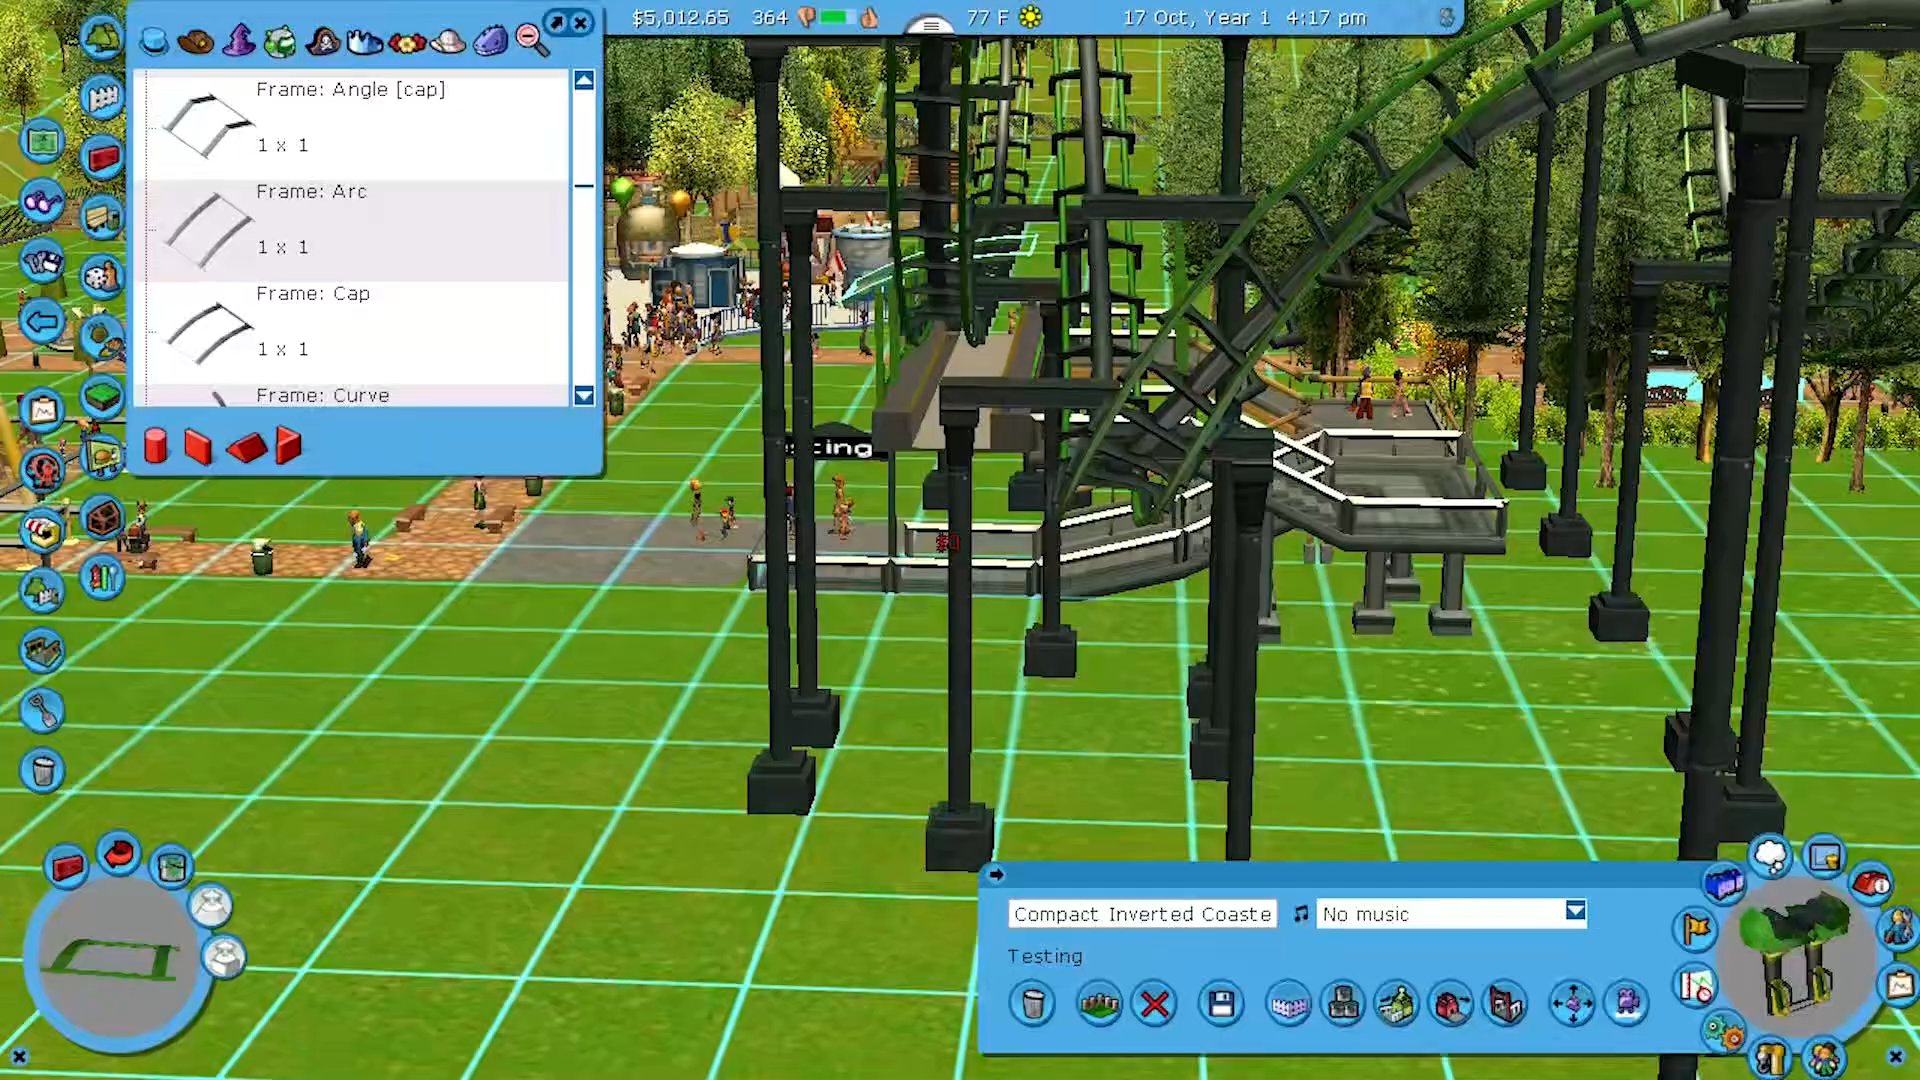 $5,012.65 364 77 F 17 Oct, Year 1 4:17 pm
Frame: Angle [cap]
1 x 1
Frame: Arc
1 x 1
Frame: Cap
1 x 1
Frame: Curve
$0
Compact Inverted Coaste
No music
Testing